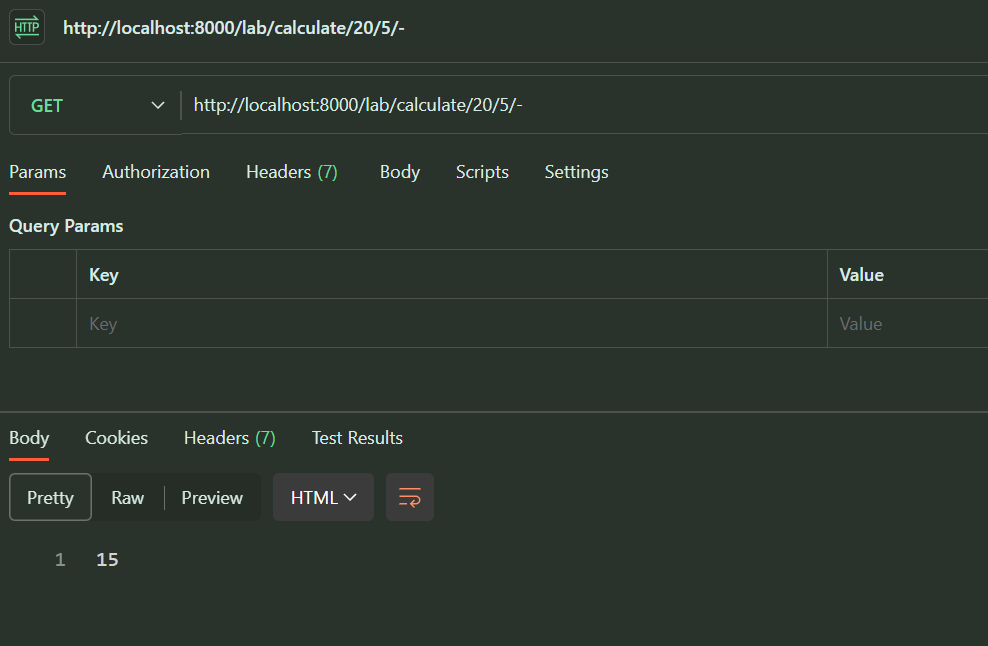 HTTP http://localhost:8000/lab/calculate/20/5/-
GET http://localhost:8000/lab/calculate/20/5/-
Params Authorization Headers (7) Body Scripts Settings
Query Params
Key Value
Key Value
Body Cookies Headers (7) Test Results
Pretty Raw Preview HTML
1 15